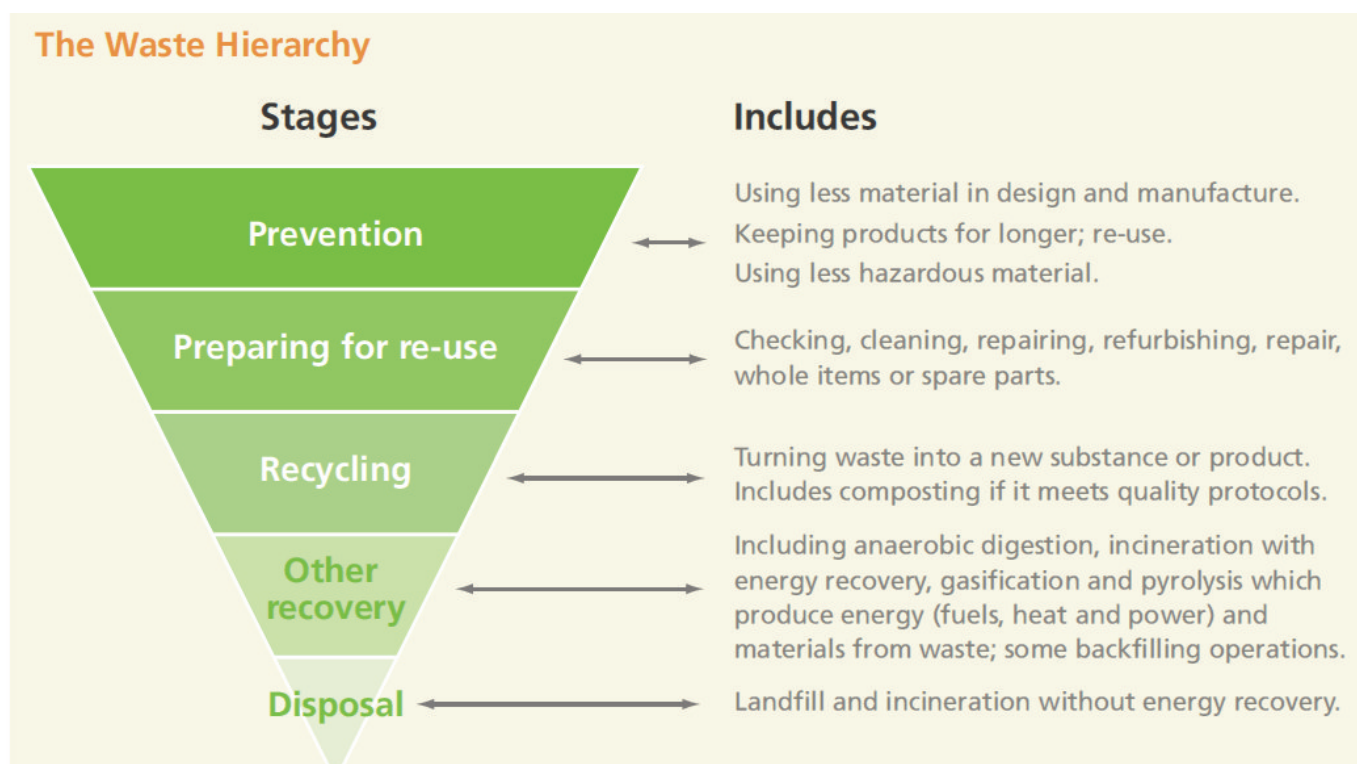 The Waste Hierarchy
Stages
Includes
Prevention
Using less material in design and manufacture.
Keeping products for longer; re-use.
Using less hazardous material.
Preparing for re-use
Checking, cleaning, repairing, refurbishing, repair,
whole items or spare parts.
Recycling
Turning waste into a new substance or product.
Includes composting if it meets quality protocols.
Other
recovery
Including anaerobic digestion, incineration with
energy recovery, gasification and pyrolysis which
produce energy (fuels, heat and power) and
materials from waste; some backfilling operations.
Disposal
Landfill and incineration without energy recovery.